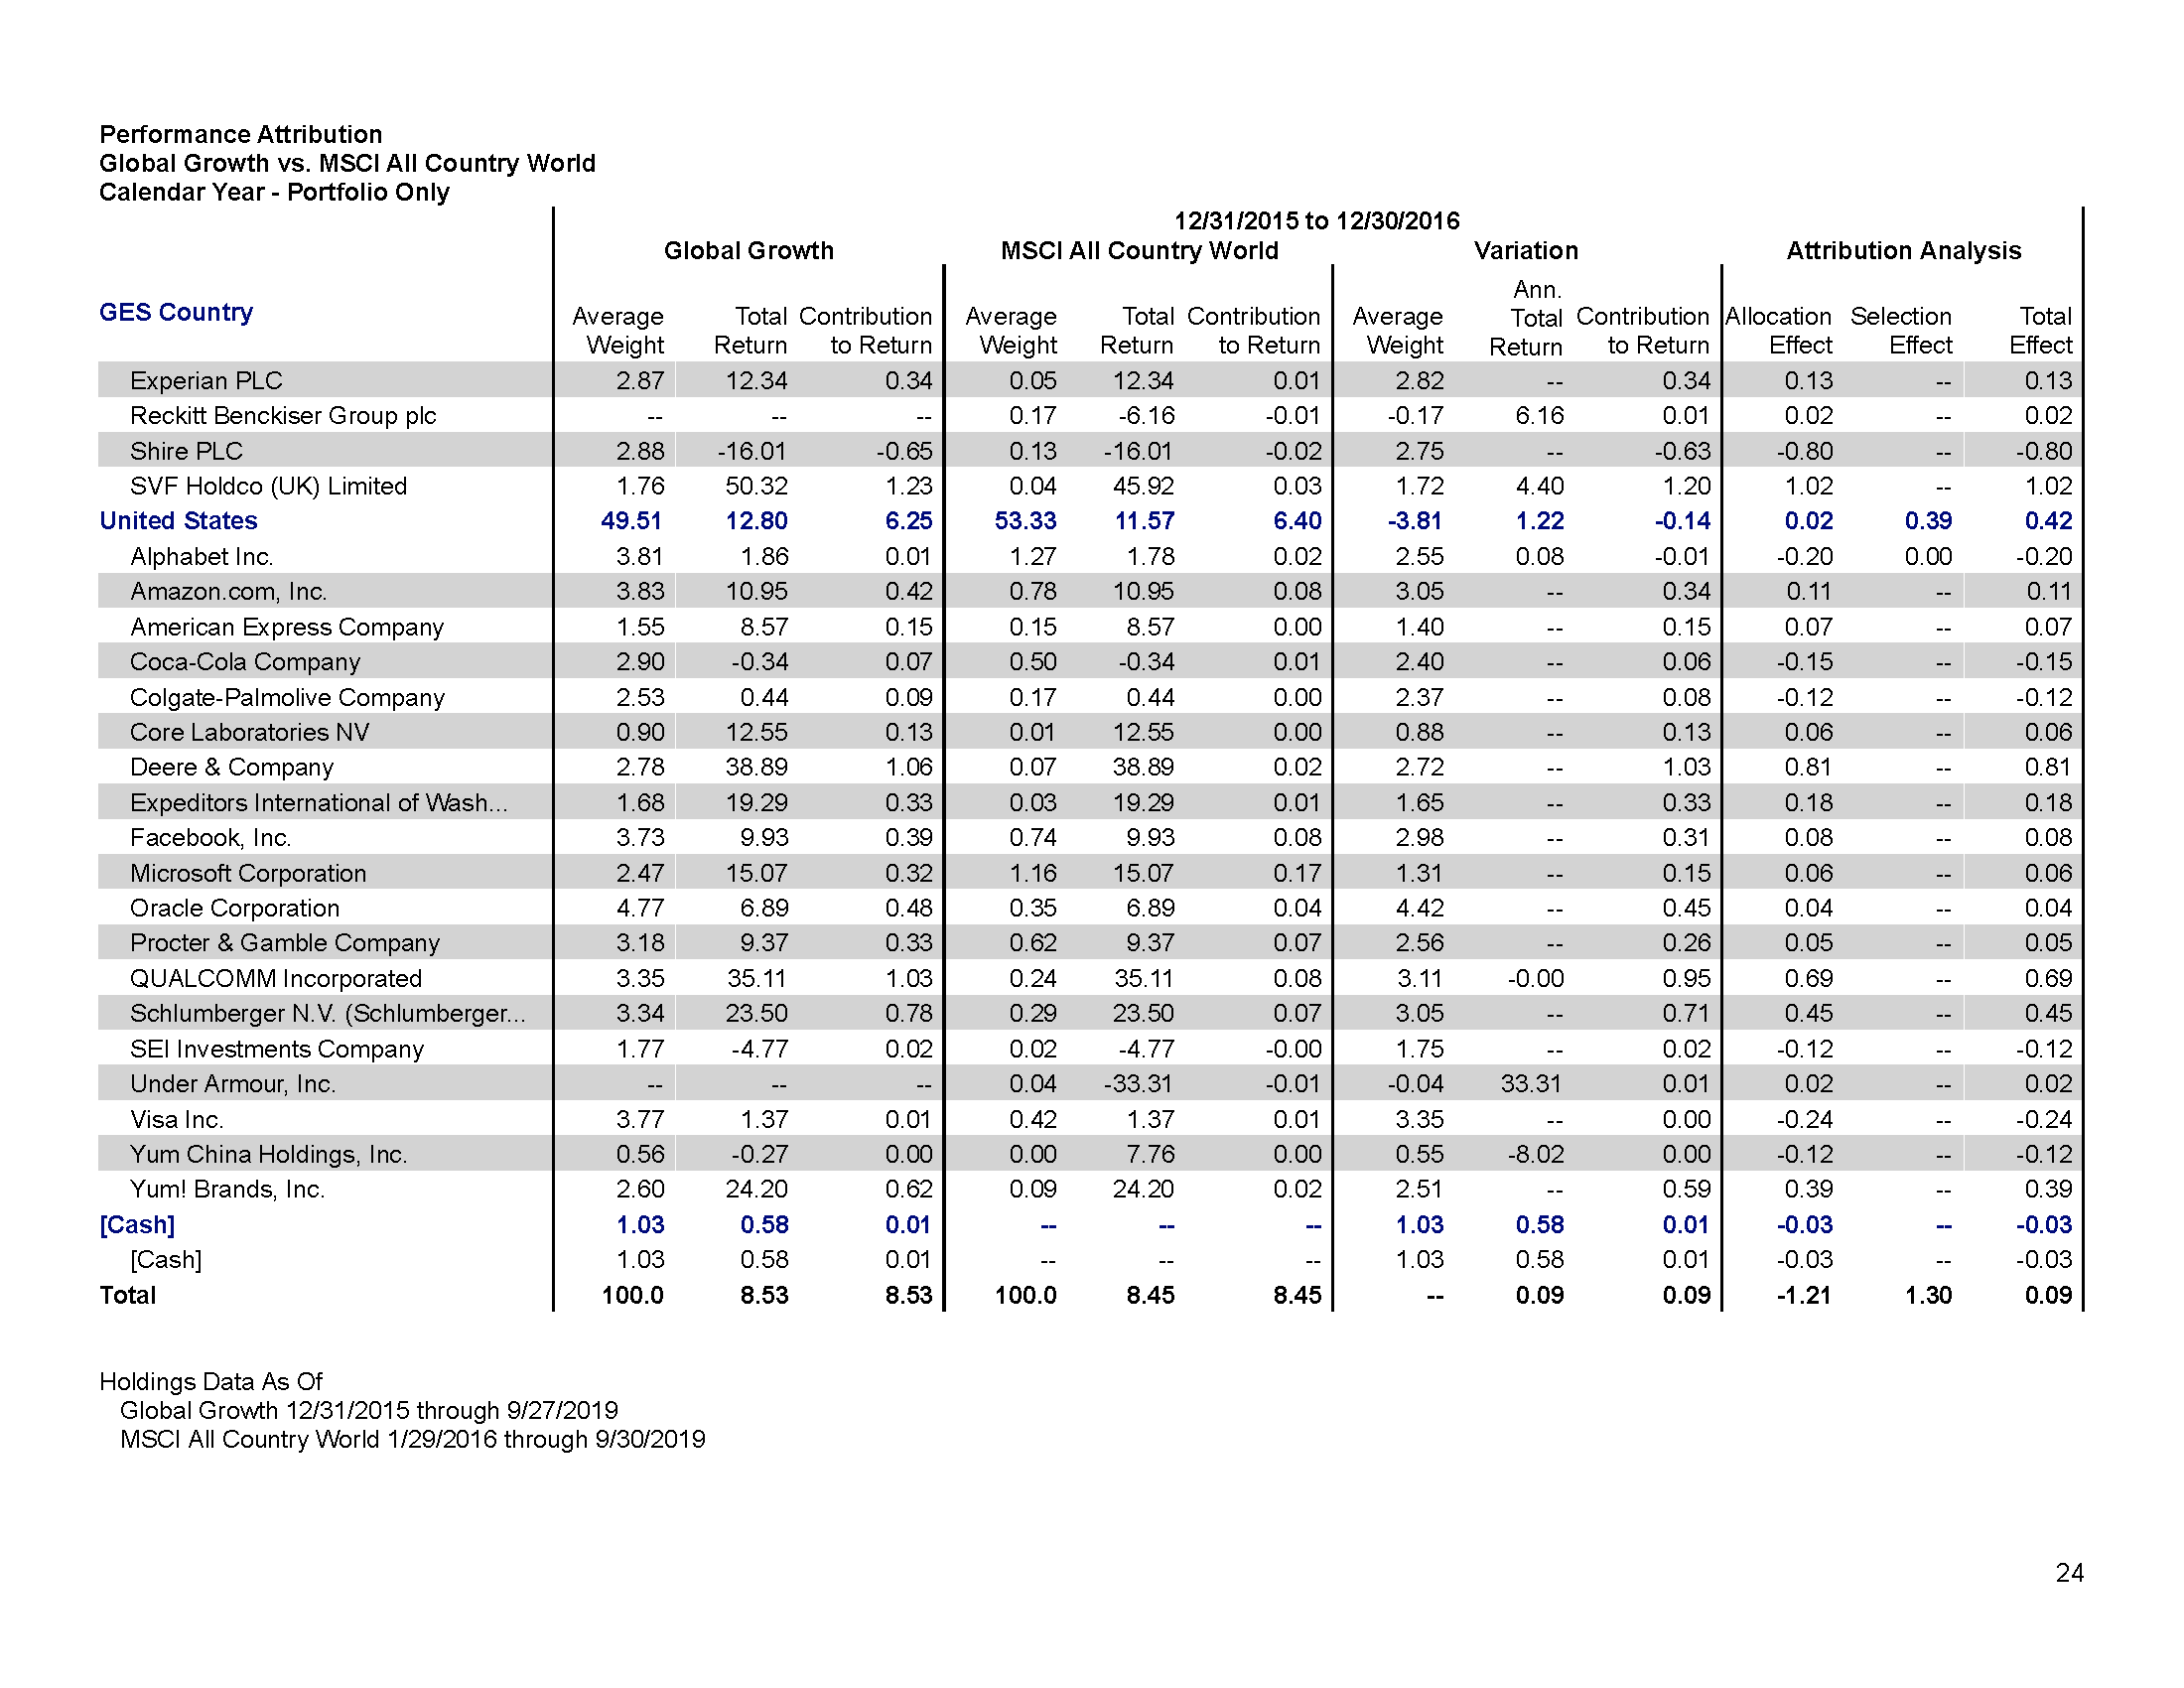 Performance Attribution
Global Growth vs. MSCI All Country World
Calendar Year - Portfolio Only
12/31/2015 to 12/30/2016
Global Growth MSCI All Country World Variation Attribution Analysis
GES Country Average Weight Total Return Contribution to Return Average Weight Total Return Contribution to Return Average Weight Ann. Total Return Contribution to Return Allocation Effect Selection Effect Total Effect
Experian PLC 2.87 12.34 0.34 0.05 12.34 0.01 2.82 -- 0.34 0.13 -- 0.13
Reckitt Benckiser Group plc -- -- -- 0.17 -6.16 -0.01 -0.17 6.16 0.01 0.02 -- 0.02
Shire PLC 2.88 -16.01 -0.65 0.13 -16.01 -0.02 2.75 -- -0.63 -0.80 -- -0.80
SVF Holdco (UK) Limited 1.76 50.32 1.23 0.04 45.92 0.03 1.72 4.40 1.20 1.02 -- 1.02
United States 49.51 12.80 6.25 53.33 11.57 6.40 -3.81 1.22 -0.14 0.02 0.39 0.42
Alphabet Inc. 3.81 1.86 0.01 1.27 1.78 0.02 2.55 0.08 -0.01 -0.20 0.00 -0.20
Amazon.com, Inc. 3.83 10.95 0.42 0.78 10.95 0.08 3.05 -- 0.34 0.11 -- 0.11
American Express Company 1.55 8.57 0.15 0.15 8.57 0.00 1.40 -- 0.15 0.07 -- 0.07
Coca-Cola Company 2.90 -0.34 0.07 0.50 -0.34 0.01 2.40 -- 0.06 -0.15 -- -0.15
Colgate-Palmolive Company 2.53 0.44 0.09 0.17 0.44 0.00 2.37 -- 0.08 -0.12 -- -0.12
Core Laboratories NV 0.90 12.55 0.13 0.01 12.55 0.00 0.88 -- 0.13 0.06 -- 0.06
Deere & Company 2.78 38.89 1.06 0.07 38.89 0.02 2.72 -- 1.03 0.81 -- 0.81
Expeditors International of Wash... 1.68 19.29 0.33 0.03 19.29 0.01 1.65 -- 0.33 0.18 -- 0.18
Facebook, Inc. 3.73 9.93 0.39 0.74 9.93 0.08 2.98 -- 0.31 0.08 -- 0.08
Microsoft Corporation 2.47 15.07 0.32 1.16 15.07 0.17 1.31 -- 0.15 0.06 -- 0.06
Oracle Corporation 4.77 6.89 0.48 0.35 6.89 0.04 4.42 -- 0.45 0.04 -- 0.04
Procter & Gamble Company 3.18 9.37 0.33 0.62 9.37 0.07 2.56 -- 0.26 0.05 -- 0.05
QUALCOMM Incorporated 3.35 35.11 1.03 0.24 35.11 0.08 3.11 -0.00 0.95 0.69 -- 0.69
Schlumberger N.V. (Schlumberger... 3.34 23.50 0.78 0.29 23.50 0.07 3.05 -- 0.71 0.45 -- 0.45
SEI Investments Company 1.77 -4.77 0.02 0.02 -4.77 -0.00 1.75 -- 0.02 -0.12 -- -0.12
Under Armour, Inc. -- -- -- 0.04 -33.31 -0.01 -0.04 33.31 0.01 0.02 -- 0.02
Visa Inc. 3.77 1.37 0.01 0.42 1.37 0.01 3.35 -- 0.00 -0.24 -- -0.24
Yum China Holdings, Inc. 0.56 -0.27 0.00 0.00 7.76 0.00 0.55 -8.02 0.00 -0.12 -- -0.12
Yum! Brands, Inc. 2.60 24.20 0.62 0.09 24.20 0.02 2.51 -- 0.59 0.39 -- 0.39
[Cash] 1.03 0.58 0.01 -- -- -- 1.03 0.58 0.01 -0.03 -- -0.03
[Cash] 1.03 0.58 0.01 -- -- -- 1.03 0.58 0.01 -0.03 -- -0.03
Total 100.0 8.53 8.53 100.0 8.45 8.45 -- 0.09 0.09 -1.21 1.30 0.09
Holdings Data As Of
Global Growth 12/31/2015 through 9/27/2019
MSCI All Country World 1/29/2016 through 9/30/2019
24